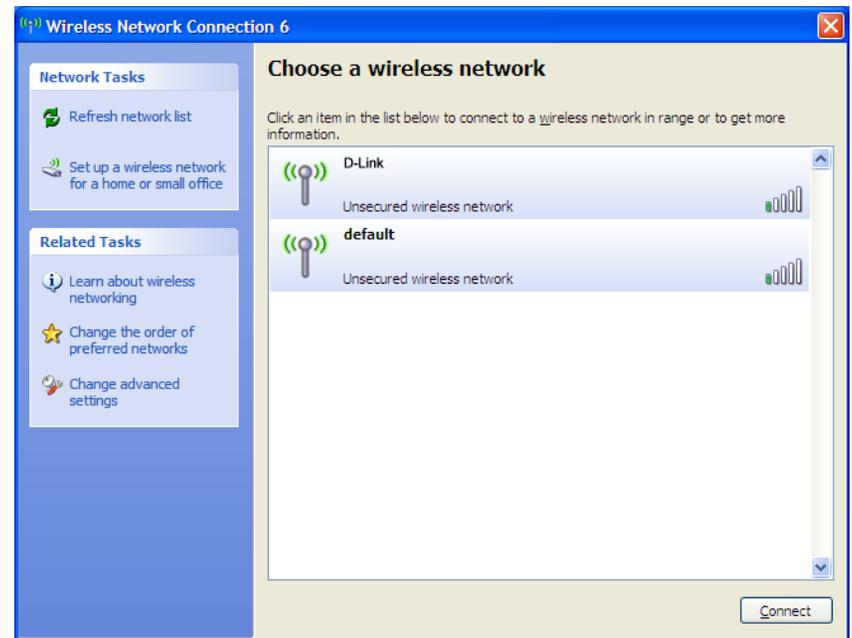 Wireless Network Connection 6
Network Tasks
Refresh network list
Set up a wireless network
for a home or small office
Related Tasks
Learn about wireless
networking
Change the order of
preferred networks
Change advanced
settings
Choose a wireless network
Click an item in the list below to connect to a wireless network in range or to get more
information.
D-Link
Unsecured wireless network
default
Unsecured wireless network
Connect